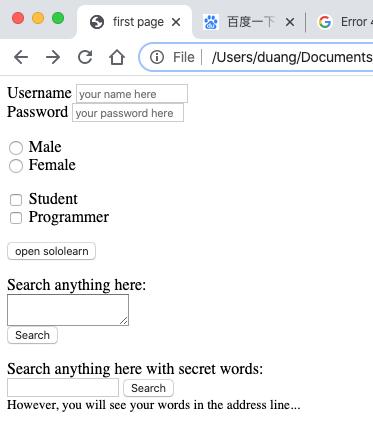 first page
百度一下
Error 4
File
/Users/duang/Documents
Username your name here
Password your password here
Male
Female
Student
Programmer
open sololearn
Search anything here:
Search
Search anything here with secret words:
Search
However, you will see your words in the address line...